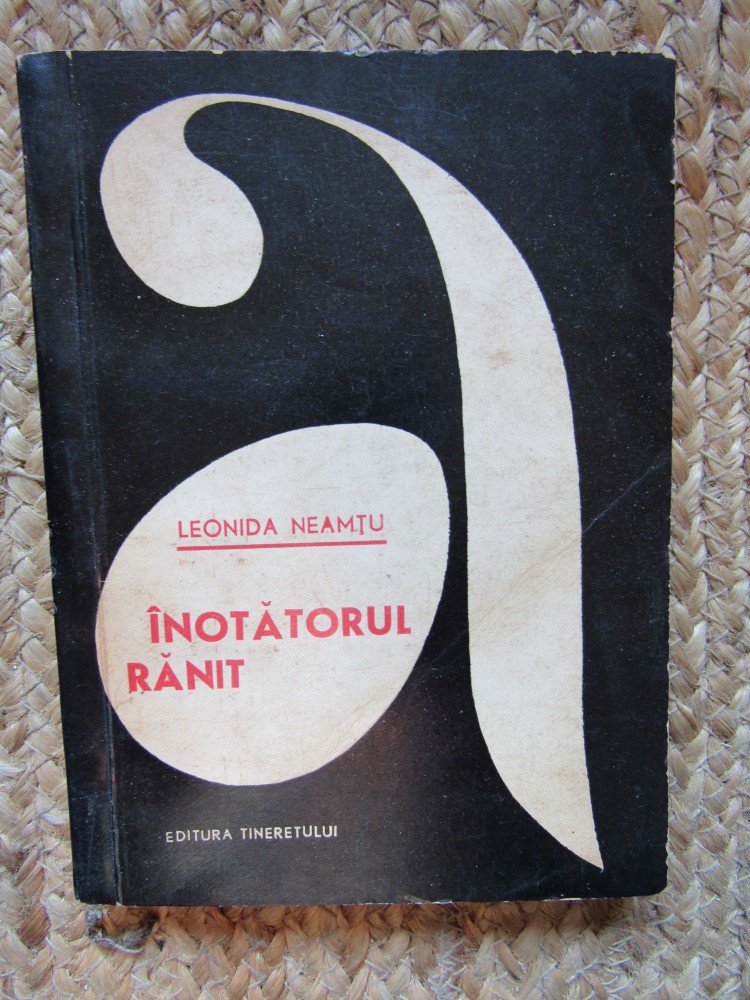 LEONIDA NEAMŢU
ÎNOTĂTORUL
RĂNIT
EDITURA TINERETULUI